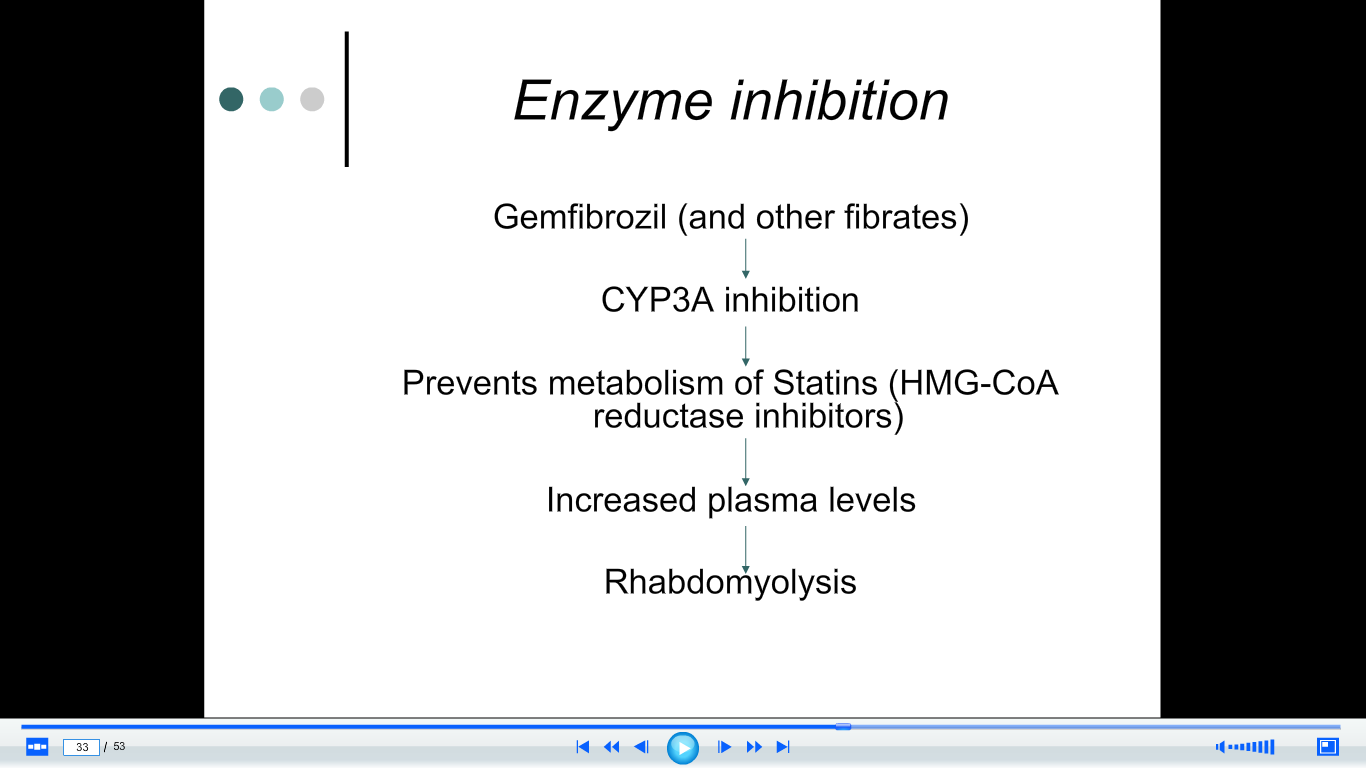 Enzyme inhibition
Gemfibrozil (and other fibrates)
CYP3A inhibition
Prevents metabolism of Statins (HMG-CoA
reductase inhibitors)
Increased plasma levels
Rhabdomyolysis
33 / 53